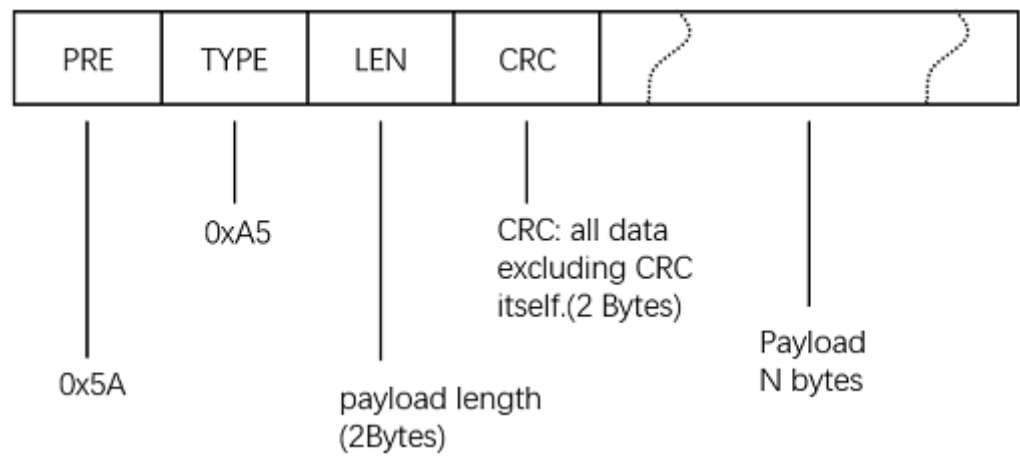 PRE TYPE LEN CRC
0xA5
CRC: all data
excluding CRC
itself.(2 Bytes)
0x5A
payload length
(2Bytes)
Payload
N bytes